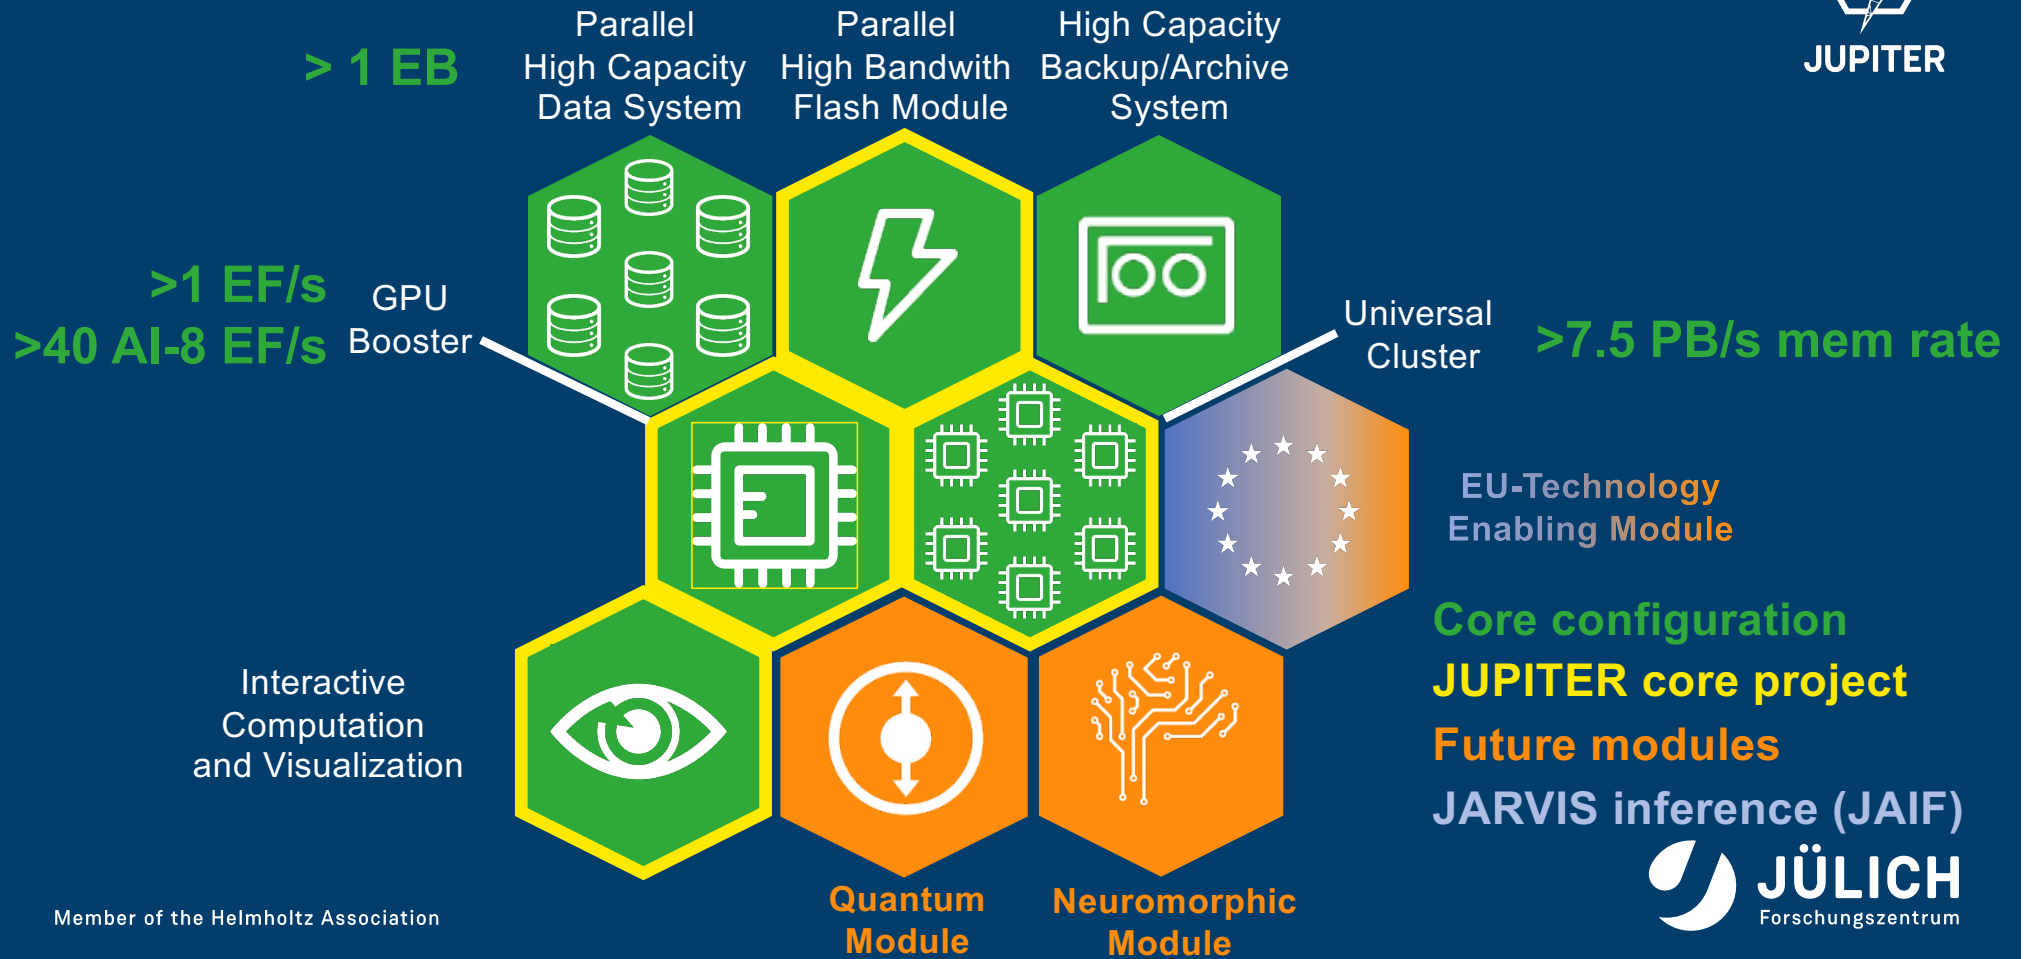 > 1 EB
Parallel
High Capacity
Data System
Parallel
High Bandwith
Flash Module
High Capacity
Backup/Archive
System
JUPITER
>1 EF/s
>40 AI-8 EF/s
GPU
Booster
Universal
Cluster
>7.5 PB/s mem rate
EU-Technology
Enabling Module
Core configuration
JUPITER core project
Future modules
JARVIS inference (JAIF)
Interactive
Computation
and Visualization
Quantum
Module
Neuromorphic
Module
Member of the Helmholtz Association
JÜLICH
Forschungszentrum